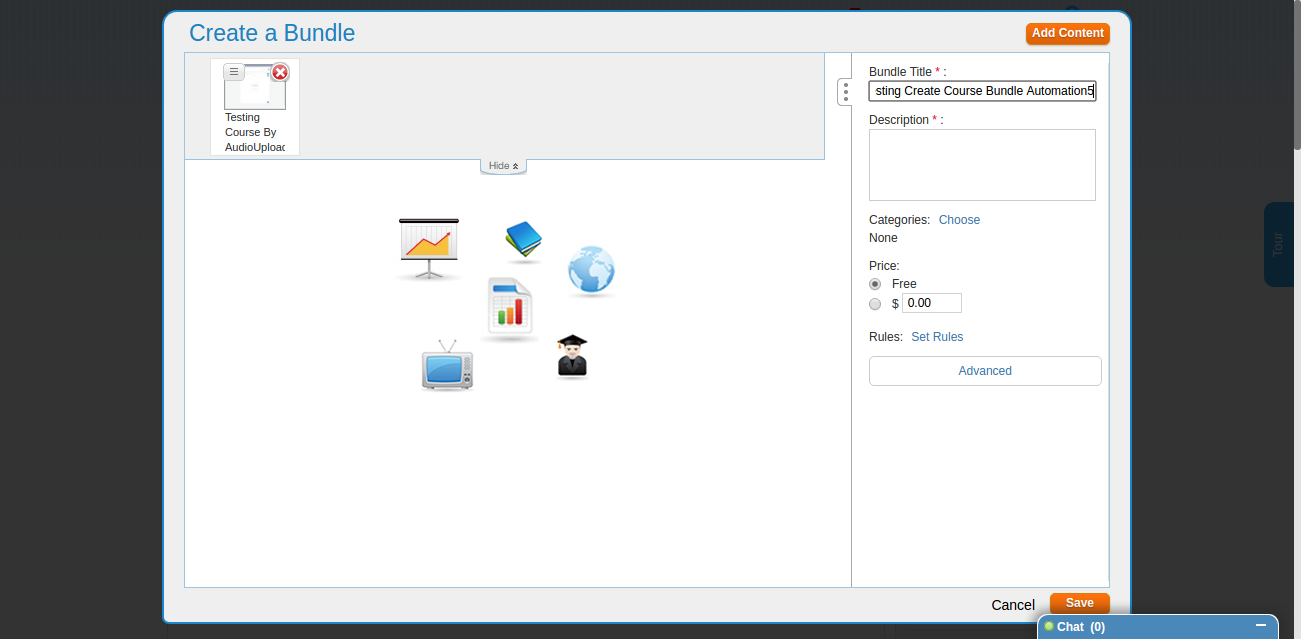 Create a Bundle
Add Content
Testing
Course By
AudioUpload
Hide
Bundle Title * :
sting Create Course Bundle Automation5
Description * :
Categories: Choose
None
Price:
Free
$ 0.00
Rules: Set Rules
Advanced
Tour
Cancel
Save
Chat (0)